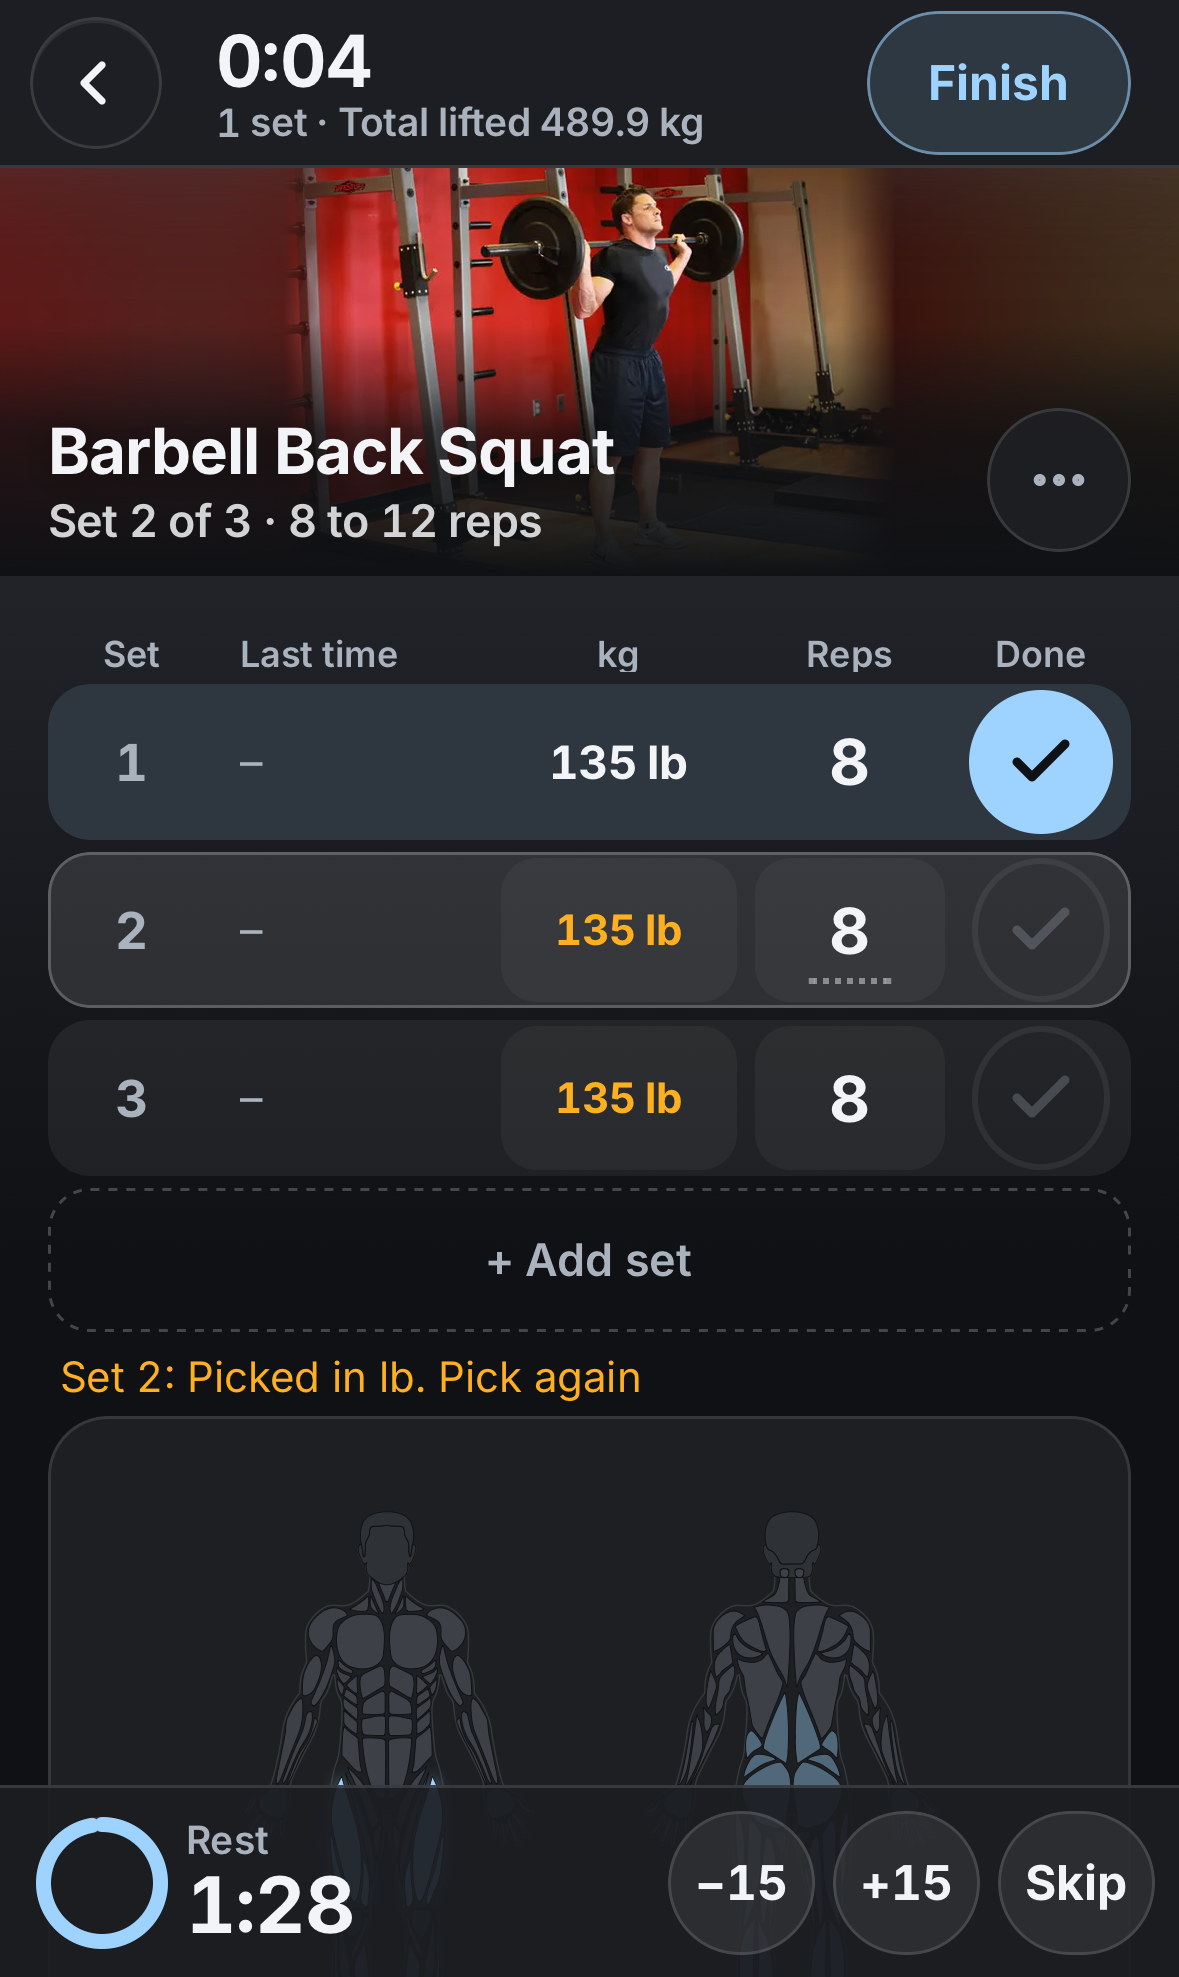 0:04
Finish
1 set · Total lifted 489.9 kg
Barbell Back Squat
Set 2 of 3 · 8 to 12 reps
Set Last time kg Reps Done
1 – 135 lb 8
2 – 135 lb 8
3 – 135 lb 8
+ Add set
Set 2: Picked in lb. Pick again
Rest
1:28
−15 +15 Skip